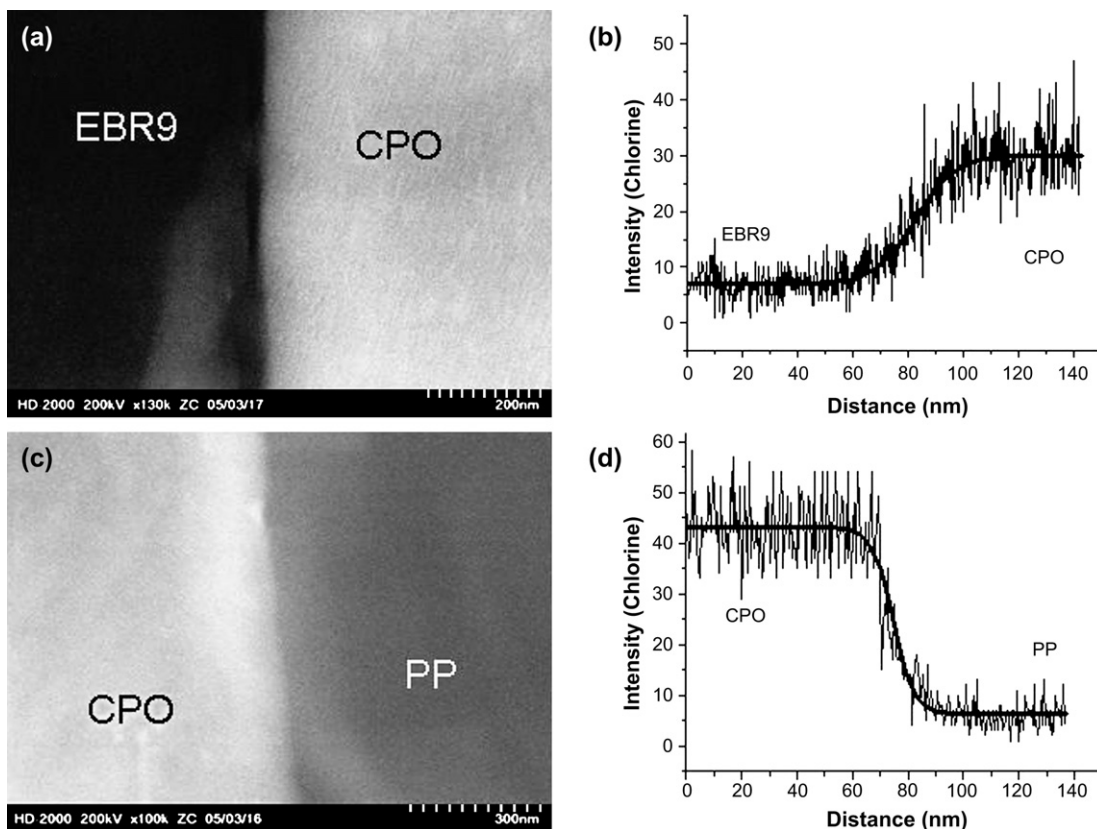 (a)
EBR9
CPO
HD 2000 200kV x130k ZC 05/03/17
200nm
(b)
Intensity (Chlorine)
50
40
30
20
10
0
EBR9
CPO
0 20 40 60 80 100 120 140
Distance (nm)
(c)
CPO
PP
HD 2000 200kV x100k ZC 05/03/16
300nm
(d)
Intensity (Chlorine)
60
50
40
30
20
10
0
CPO
PP
0 20 40 60 80 100 120 140
Distance (nm)